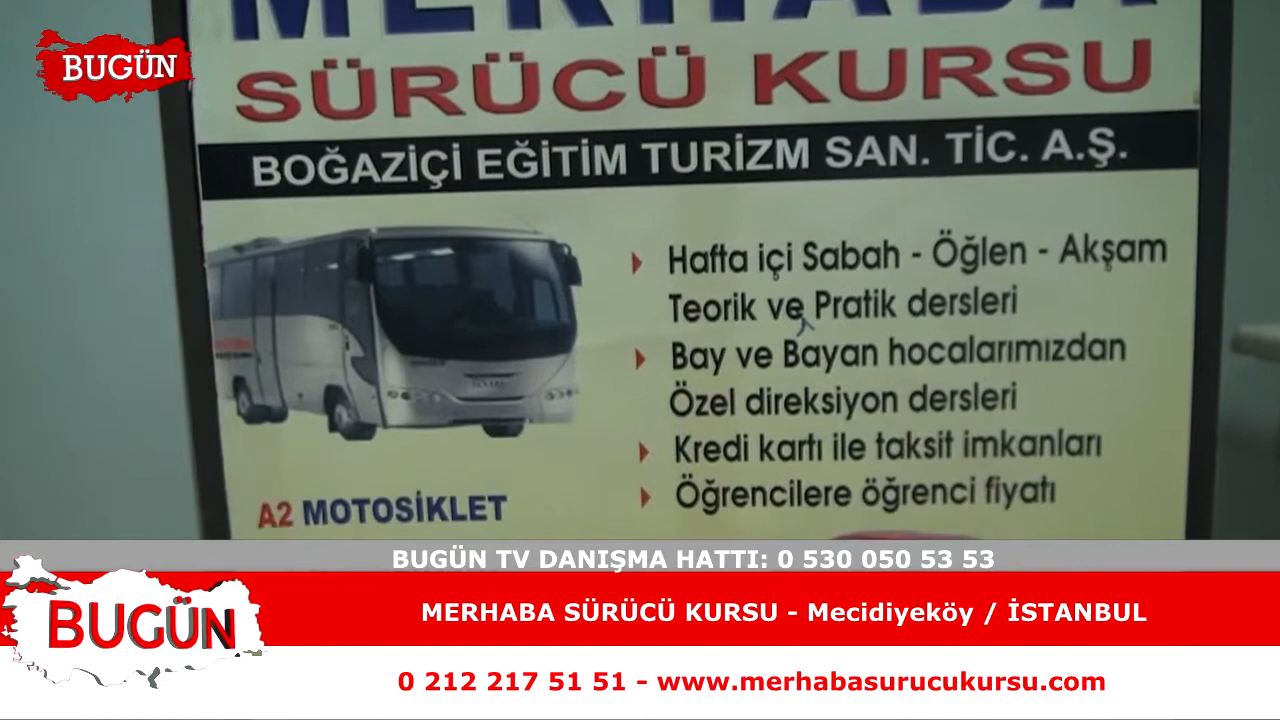 BUGÜN
MERHABA
SÜRÜCÜ KURSU
BOĞAZİÇİ EĞİTİM TURİZM SAN. TİC. A.Ş.
Hafta içi Sabah - Öğlen - Akşam
Teorik ve Pratik dersleri
Bay ve Bayan hocalarımızdan
Özel direksiyon dersleri
Kredi kartı ile taksit imkanları
Öğrencilere öğrenci fiyatı
A2 MOTOSİKLET
BUGÜN TV DANIŞMA HATTI: 0 530 050 53 53
BUGÜN
MERHABA SÜRÜCÜ KURSU - Mecidiyeköy / İSTANBUL
0 212 217 51 51 - www.merhabasurucukursu.com